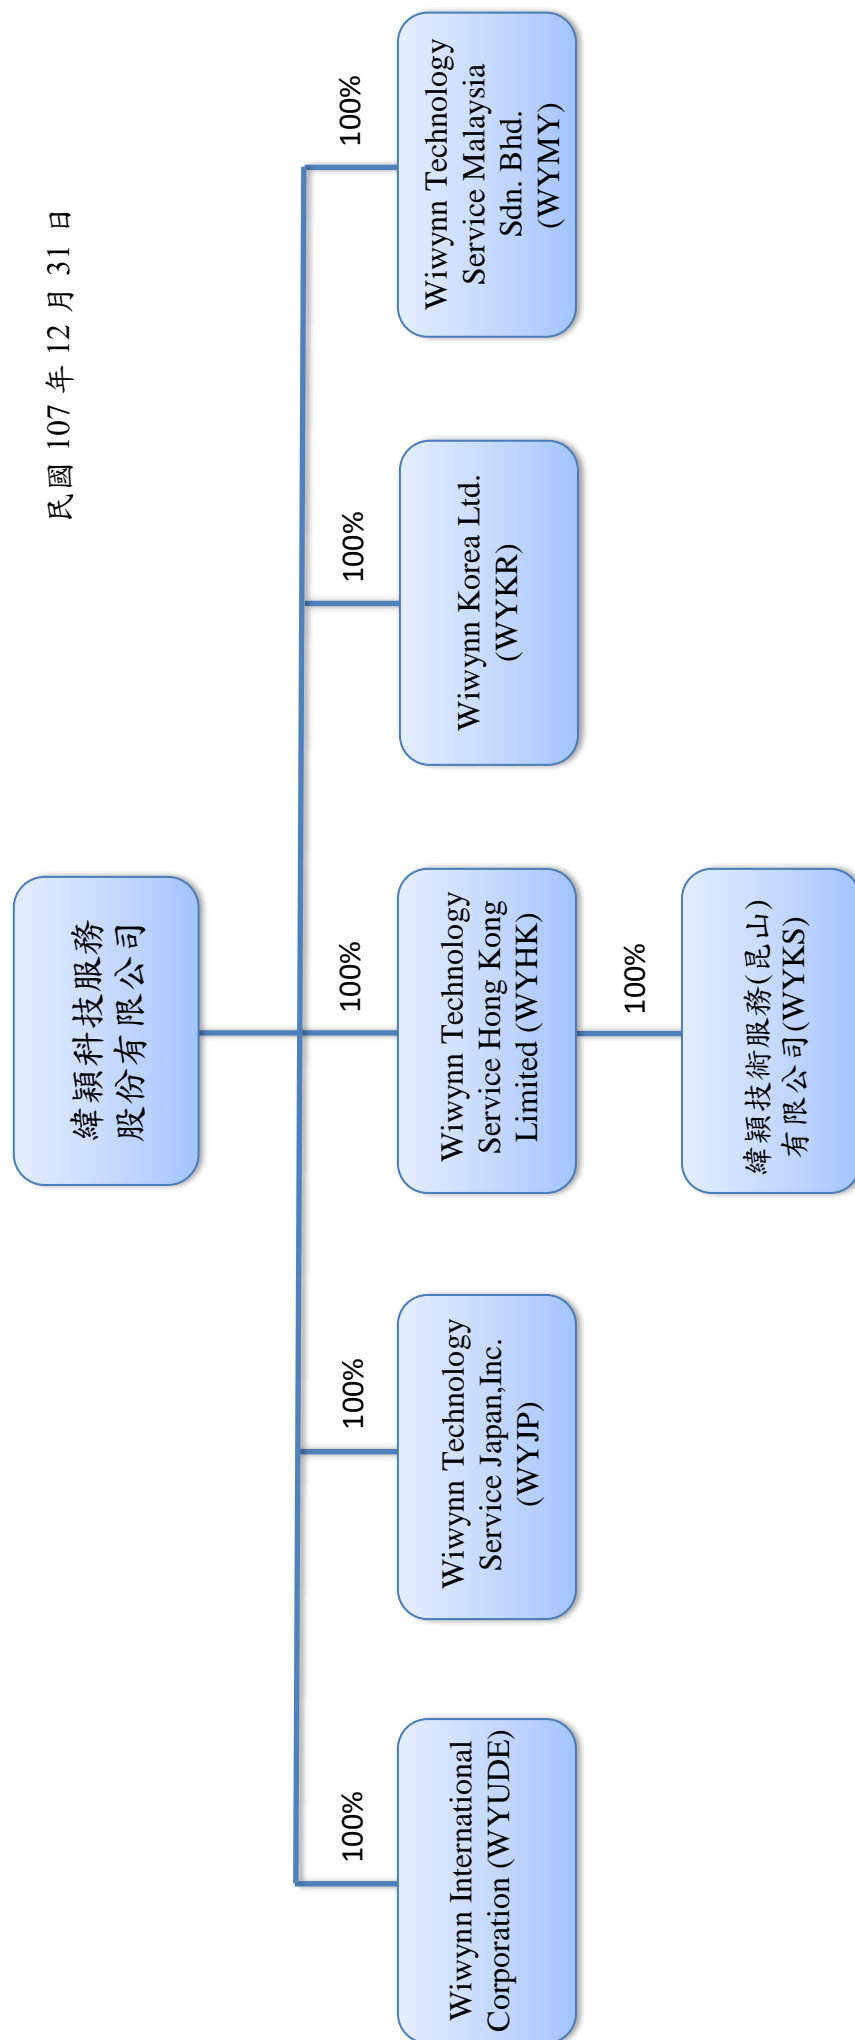 民國 107 年 12 月 31 日
緯穎科技服務
股份有限公司
100%
100%
100%
100%
100%
Wiwynn International
Corporation (WYUDE)
Wiwynn Technology
Service Japan,Inc.
(WYJP)
Wiwynn Technology
Service Hong Kong
Limited (WYHK)
Wiwynn Korea Ltd.
(WYKR)
Wiwynn Technology
Service Malaysia
Sdn. Bhd.
(WYMY)
100%
緯穎技術服務(昆山)
有限公司(WYKS)